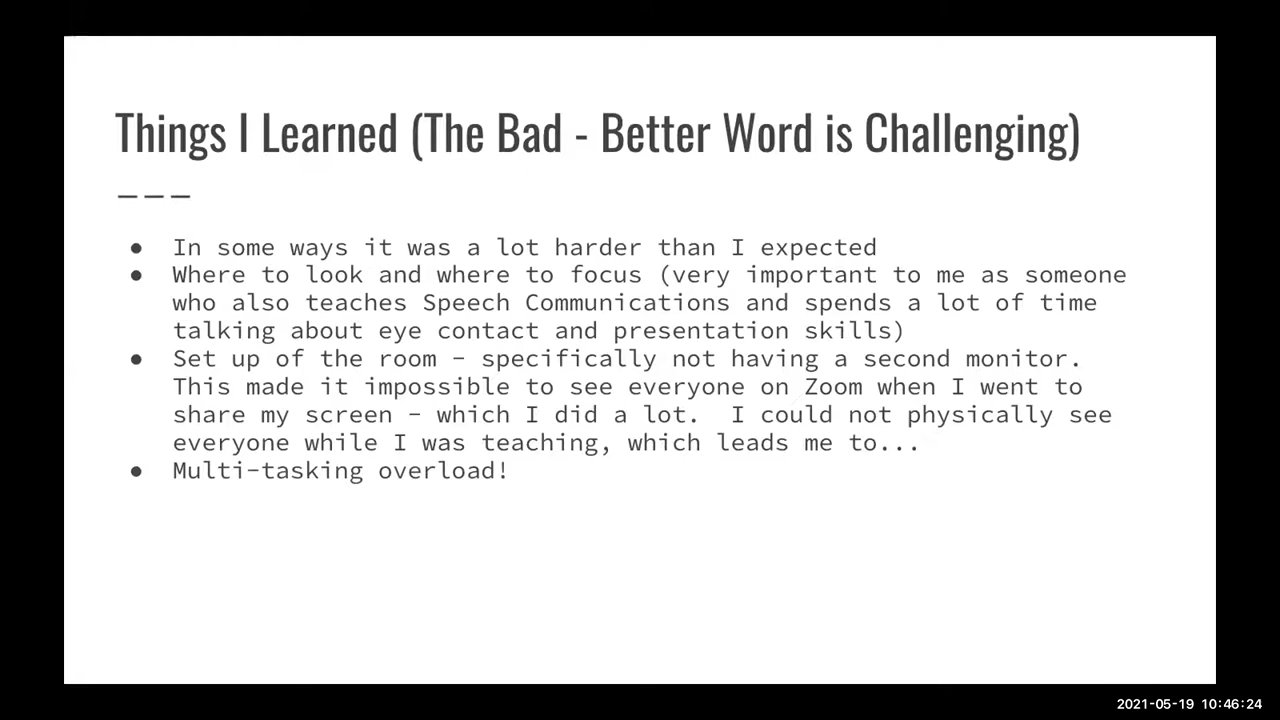 Things I Learned (The Bad - Better Word is Challenging)
● In some ways it was a lot harder than I expected
● Where to look and where to focus (very important to me as someone
who also teaches Speech Communications and spends a lot of time
talking about eye contact and presentation skills)
● Set up of the room - specifically not having a second monitor.
This made it impossible to see everyone on Zoom when I went to
share my screen - which I did a lot.  I could not physically see
everyone while I was teaching, which leads me to...
● Multi-tasking overload!
2021-05-19 10:46:24